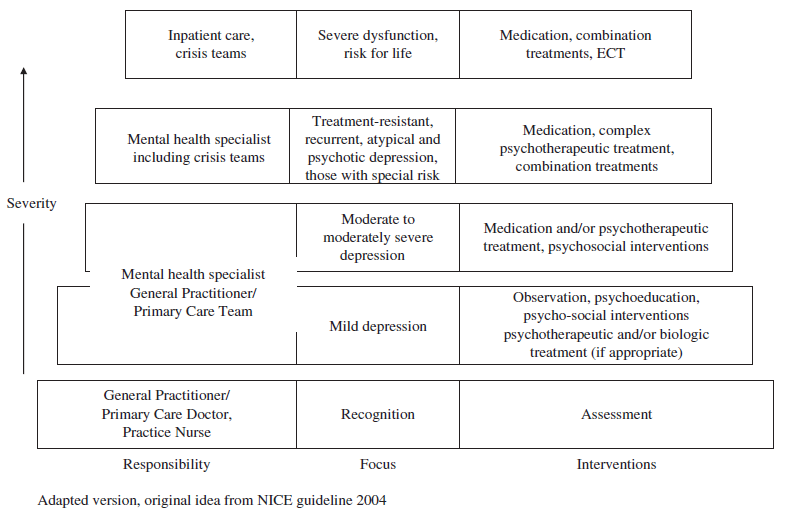 Inpatient care,
crisis teams
Severe dysfunction,
risk for life
Medication, combination
treatments, ECT
Mental health specialist
including crisis teams
Treatment-resistant,
recurrent, atypical and
psychotic depression,
those with special risk
Medication, complex
psychotherapeutic treatment,
combination treatments
Severity
Mental health specialist
General Practitioner/
Primary Care Team
Moderate to
moderately severe
depression
Medication and/or psychotherapeutic
treatment, psychosocial interventions
Mild depression
Observation, psychoeducation,
psycho-social interventions
psychotherapeutic and/or biologic
treatment (if appropriate)
General Practitioner/
Primary Care Doctor,
Practice Nurse
Recognition
Assessment
Responsibility
Focus
Interventions
Adapted version, original idea from NICE guideline 2004